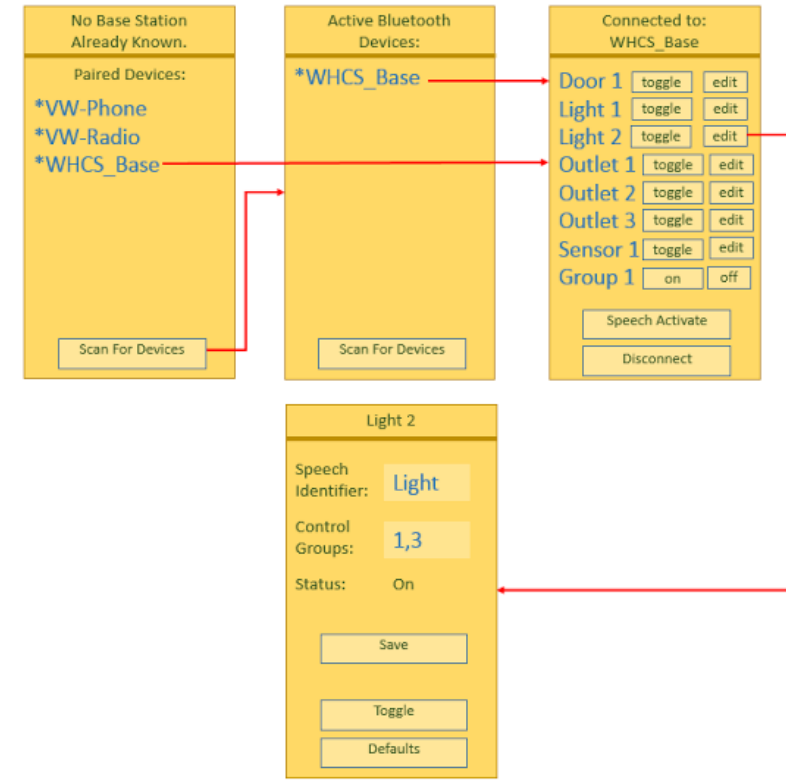 No Base Station
Already Known.
Paired Devices:
*VW-Phone
*VW-Radio
*WHCS_Base
Scan For Devices
Active Bluetooth
Devices:
*WHCS_Base
Scan For Devices
Connected to:
WHCS_Base
Door 1 toggle edit
Light 1 toggle edit
Light 2 toggle edit
Outlet 1 toggle edit
Outlet 2 toggle edit
Outlet 3 toggle edit
Sensor 1 toggle edit
Group 1 on off
Speech Activate
Disconnect
Light 2
Speech
Identifier: Light
Control
Groups: 1,3
Status: On
Save
Toggle
Defaults